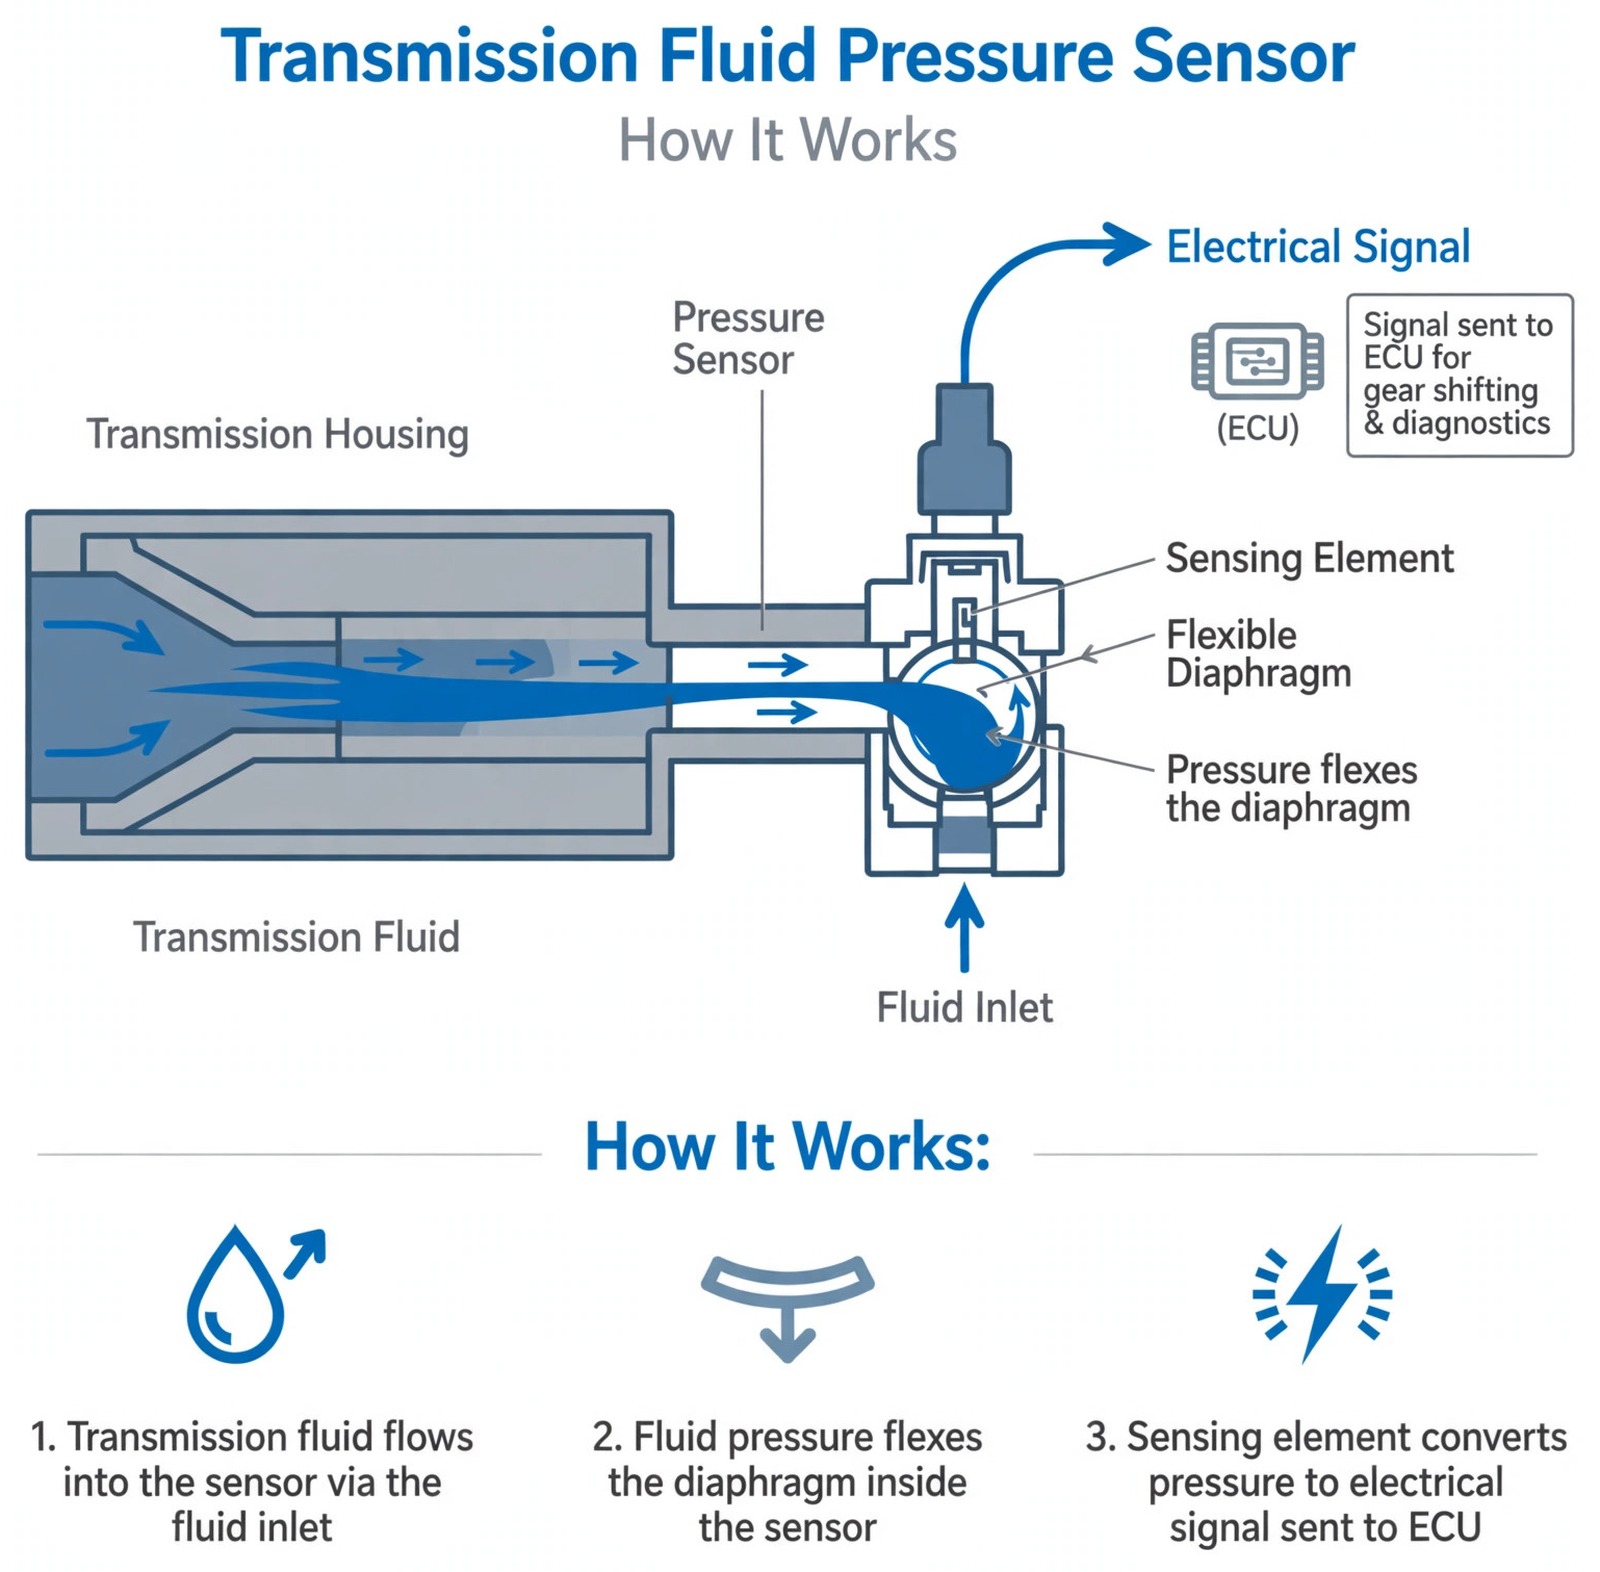 Transmission Fluid Pressure Sensor
How It Works
Electrical Signal
Pressure
Sensor
Signal sent to
ECU for
gear shifting
& diagnostics
(ECU)
Transmission Housing
Sensing Element
Flexible
Diaphragm
Pressure flexes
the diaphragm
Transmission Fluid
Fluid Inlet
How It Works:
1. Transmission fluid flows
into the sensor via the
fluid inlet
2. Fluid pressure flexes
the diaphragm inside
the sensor
3. Sensing element converts
pressure to electrical
signal sent to ECU